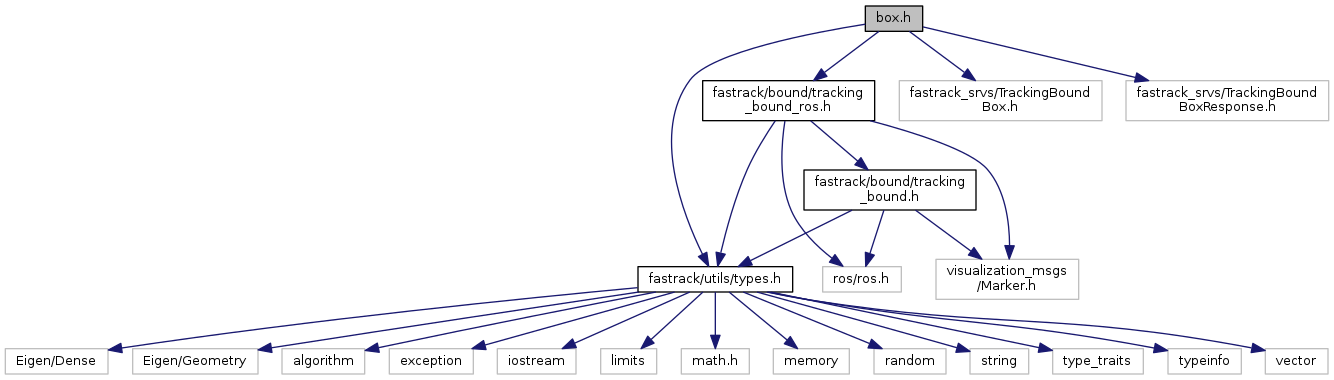 box.h
fastrack/bound/tracking
_bound_ros.h
fastrack_srvs/TrackingBound
Box.h
fastrack_srvs/TrackingBound
BoxResponse.h
fastrack/bound/tracking
_bound.h
fastrack/utils/types.h
ros/ros.h
visualization_msgs
/Marker.h
Eigen/Dense
Eigen/Geometry
algorithm
exception
iostream
limits
math.h
memory
random
string
type_traits
typeinfo
vector